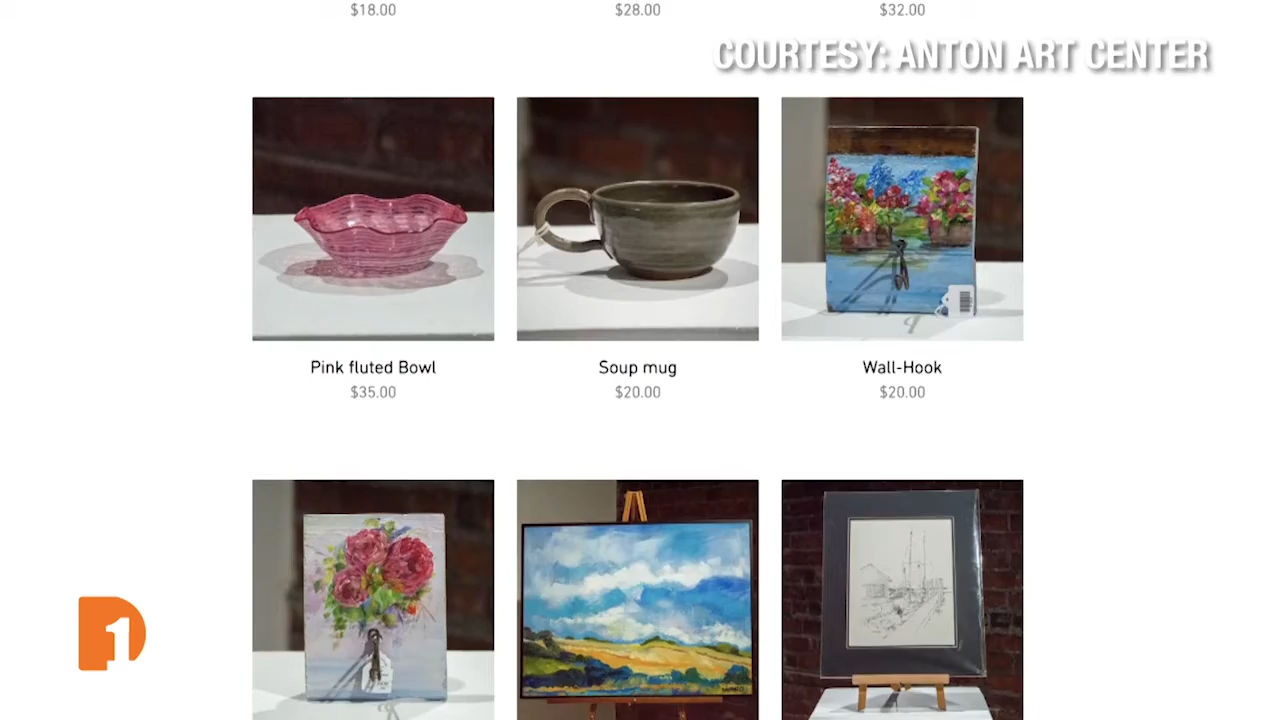 $18.00 $28.00 $32.00
COURTESY: ANTON ART CENTER
Pink fluted Bowl Soup mug Wall-Hook
$35.00 $20.00 $20.00
1